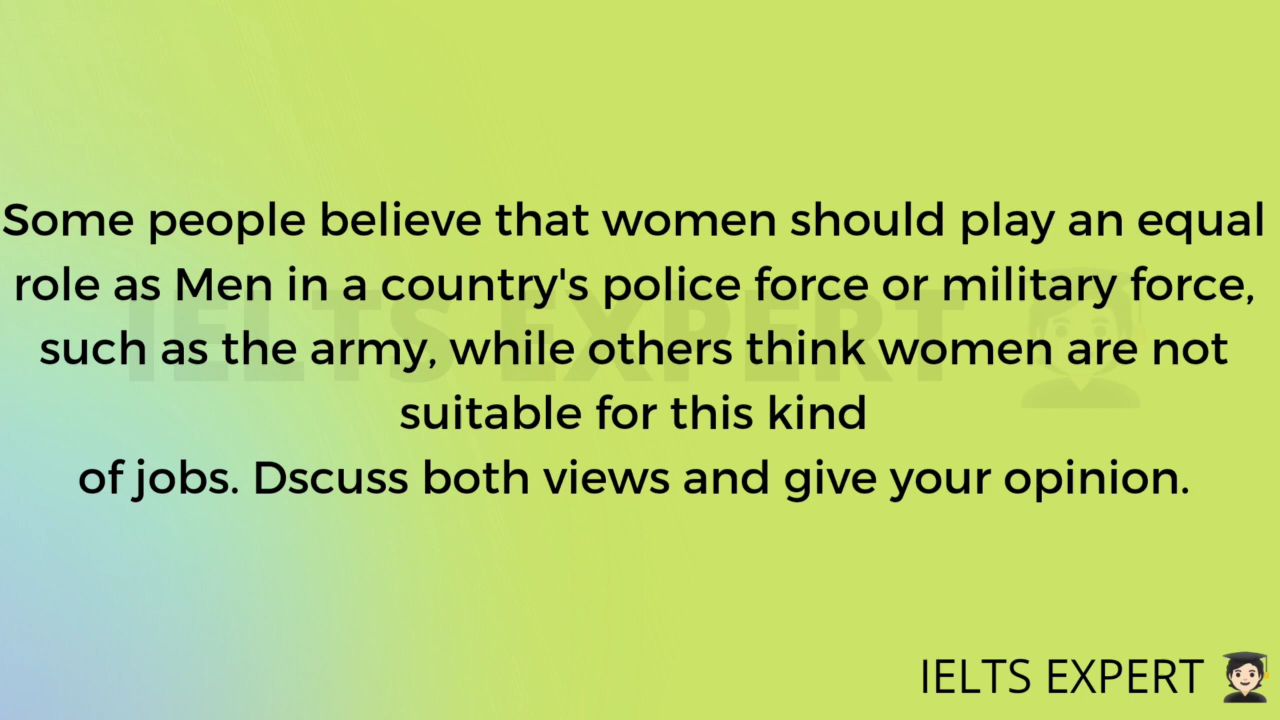 Some people believe that women should play an equal
role as Men in a country's police force or military force,
such as the army, while others think women are not
suitable for this kind
of jobs. Dscuss both views and give your opinion.
IELTS EXPERT
IELTS EXPERT